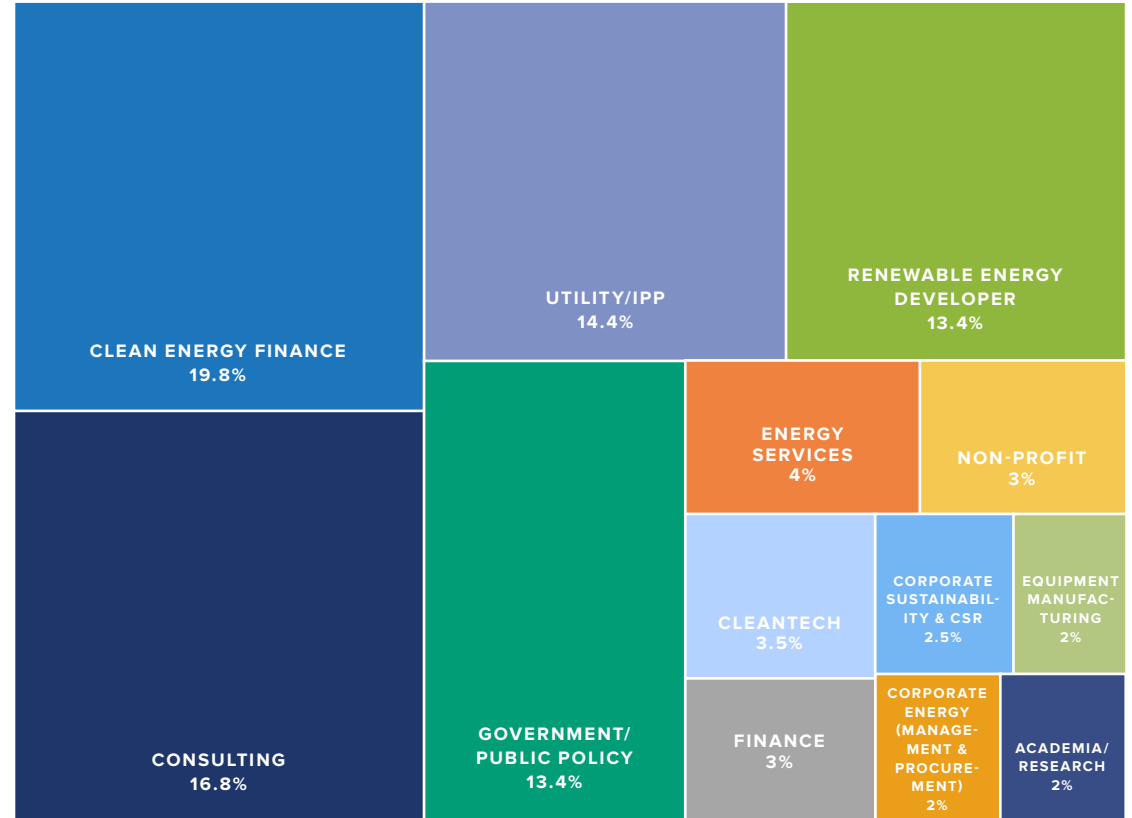 CLEAN ENERGY FINANCE
19.8%
UTILITY/IPP
14.4%
RENEWABLE ENERGY
DEVELOPER
13.4%
CONSULTING
16.8%
GOVERNMENT/
PUBLIC POLICY
13.4%
ENERGY
SERVICES
4%
NON-PROFIT
3%
CLEANTECH
3.5%
CORPORATE
SUSTAINABIL-
ITY & CSR
2.5%
EQUIPMENT
MANUFAC-
TURING
2%
FINANCE
3%
CORPORATE
ENERGY
(MANAGE-
MENT &
PROCURE-
MENT)
2%
ACADEMIA/
RESEARCH
2%